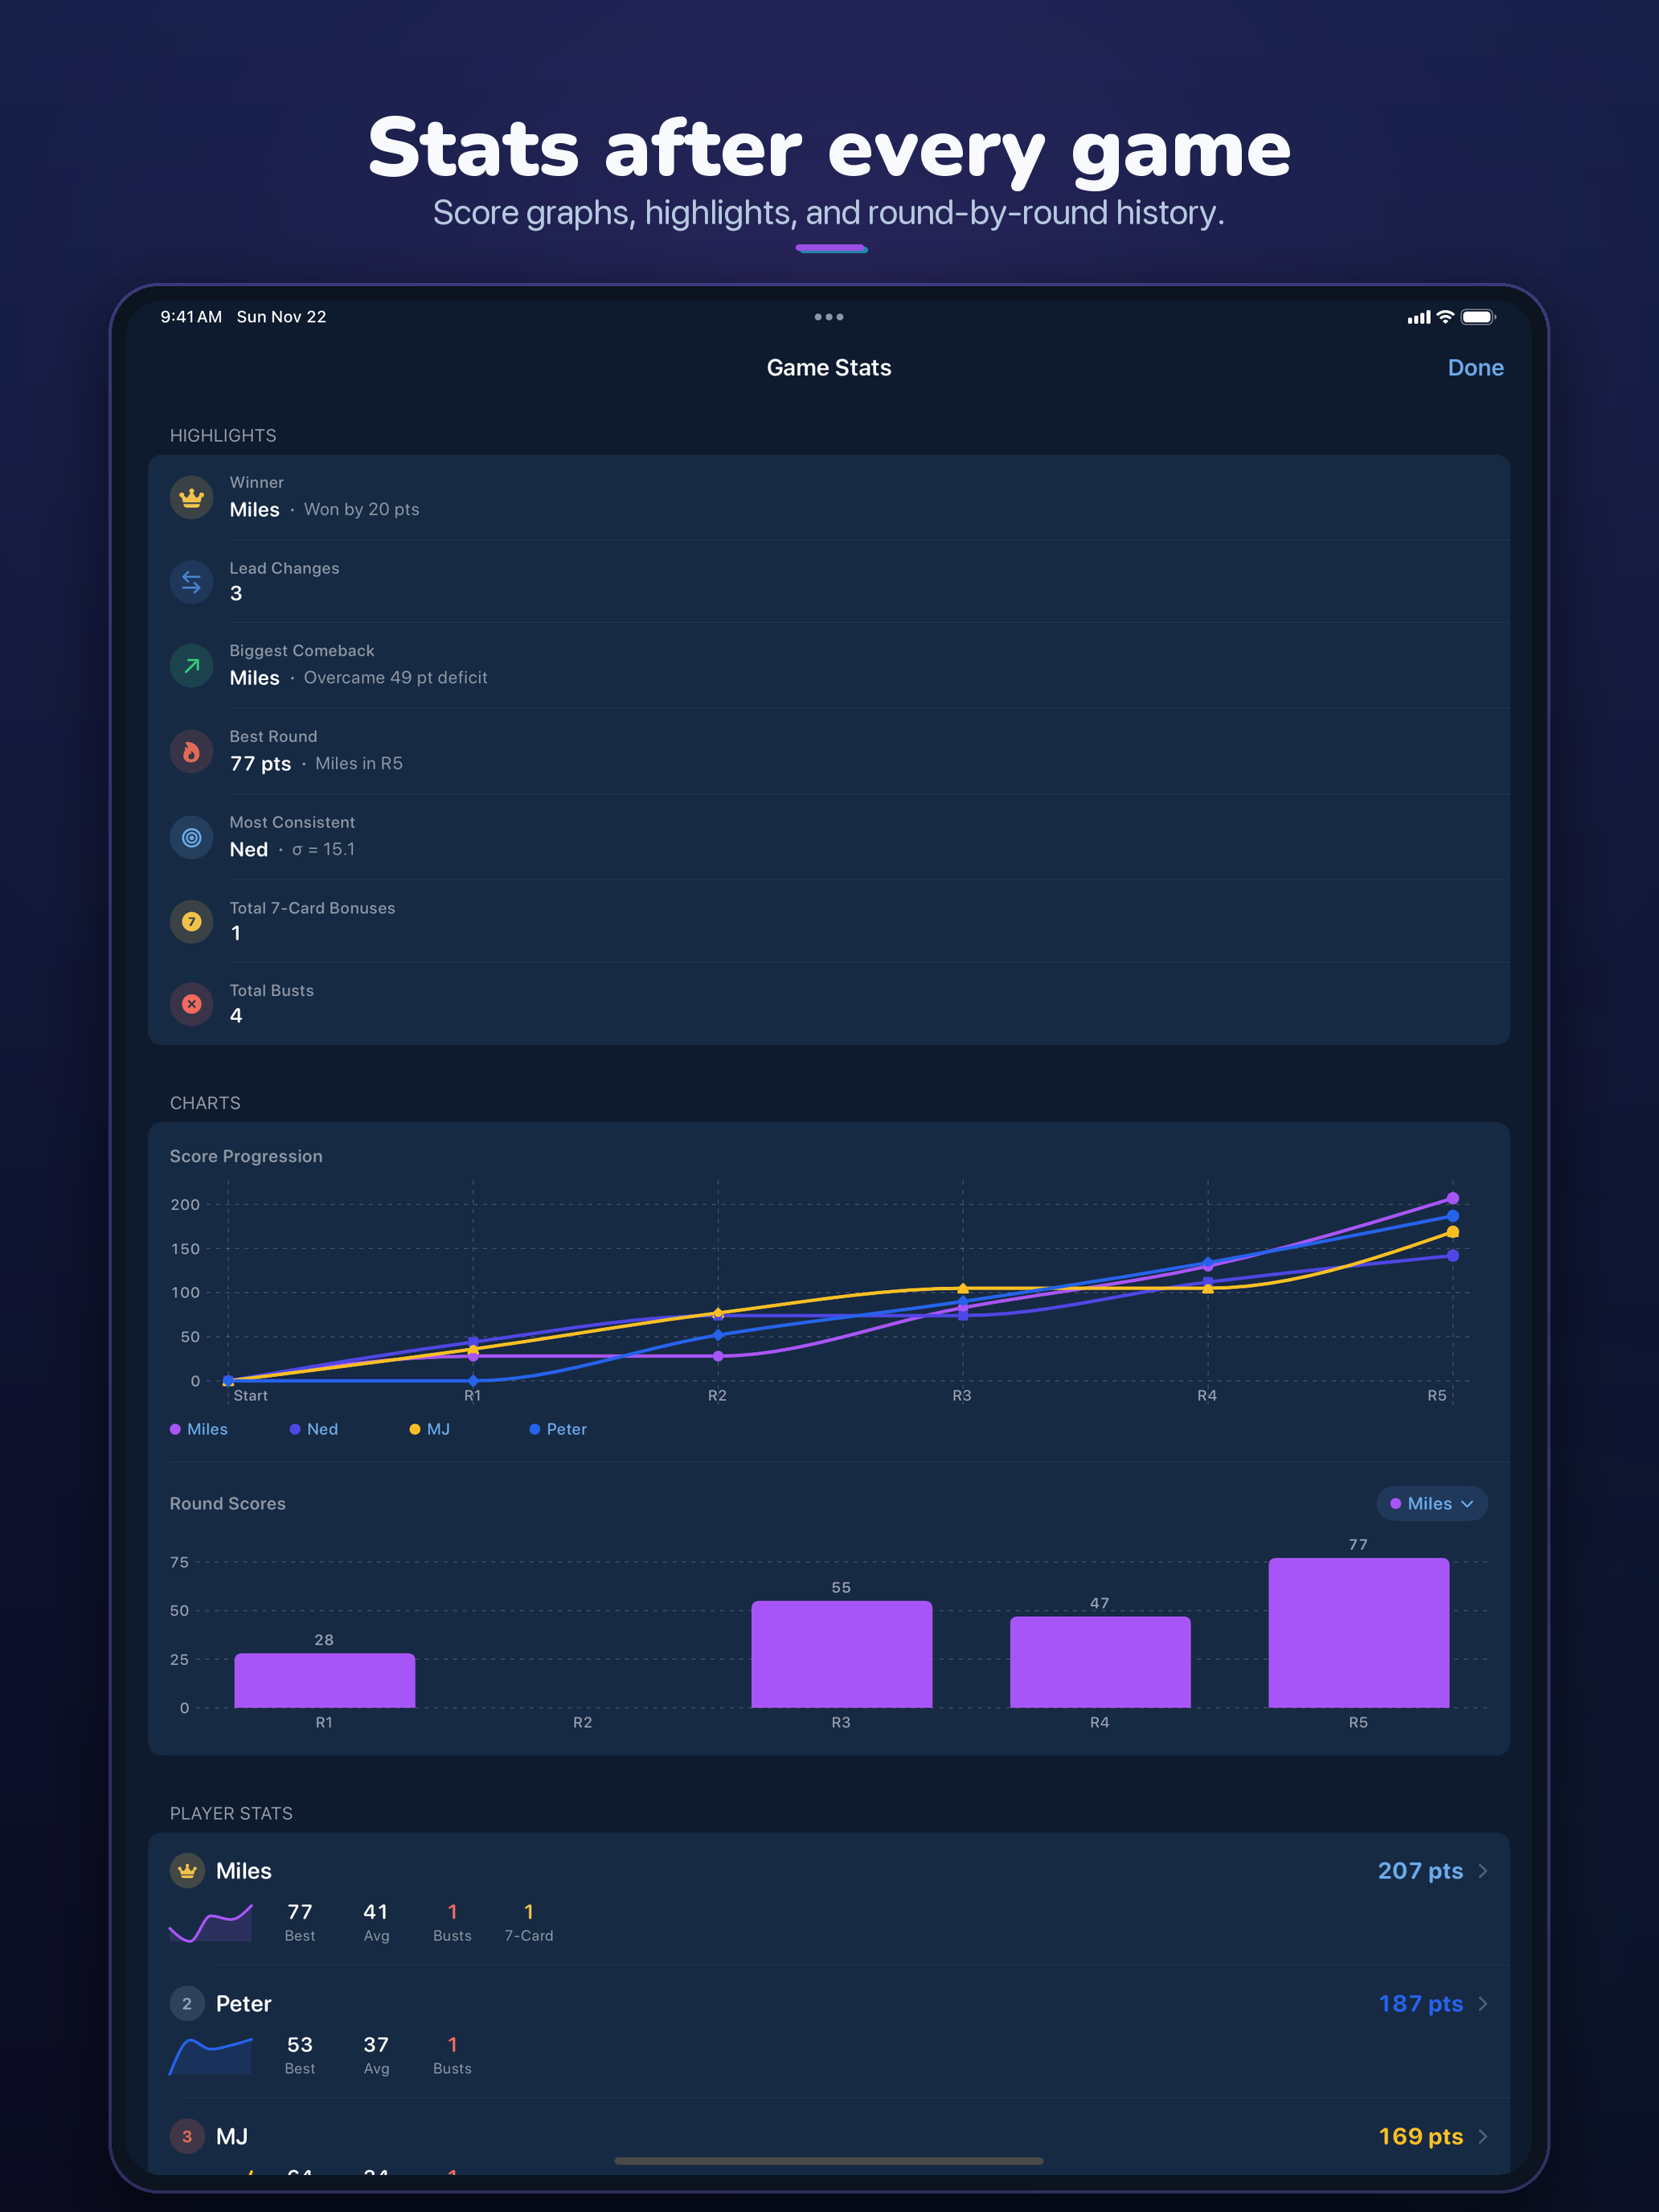 Stats after every game
Score graphs, highlights, and round-by-round history.
9:41 AM Sun Nov 22
Game Stats
Done
HIGHLIGHTS
Winner
Miles · Won by 20 pts
Lead Changes
3
Biggest Comeback
Miles · Overcame 49 pt deficit
Best Round
77 pts · Miles in R5
Most Consistent
Ned · σ = 15.1
7
Total 7-Card Bonuses
1
Total Busts
4
CHARTS
Score Progression
200
150
100
50
0
Start R1 R2 R3 R4 R5
Miles Ned MJ Peter
Round Scores
Miles
75
50
25
0
28
55
47
77
R1 R2 R3 R4 R5
PLAYER STATS
Miles 207 pts
77 41 1 1
Best Avg Busts 7-Card
2 Peter 187 pts
53 37 1
Best Avg Busts
3 MJ 169 pts